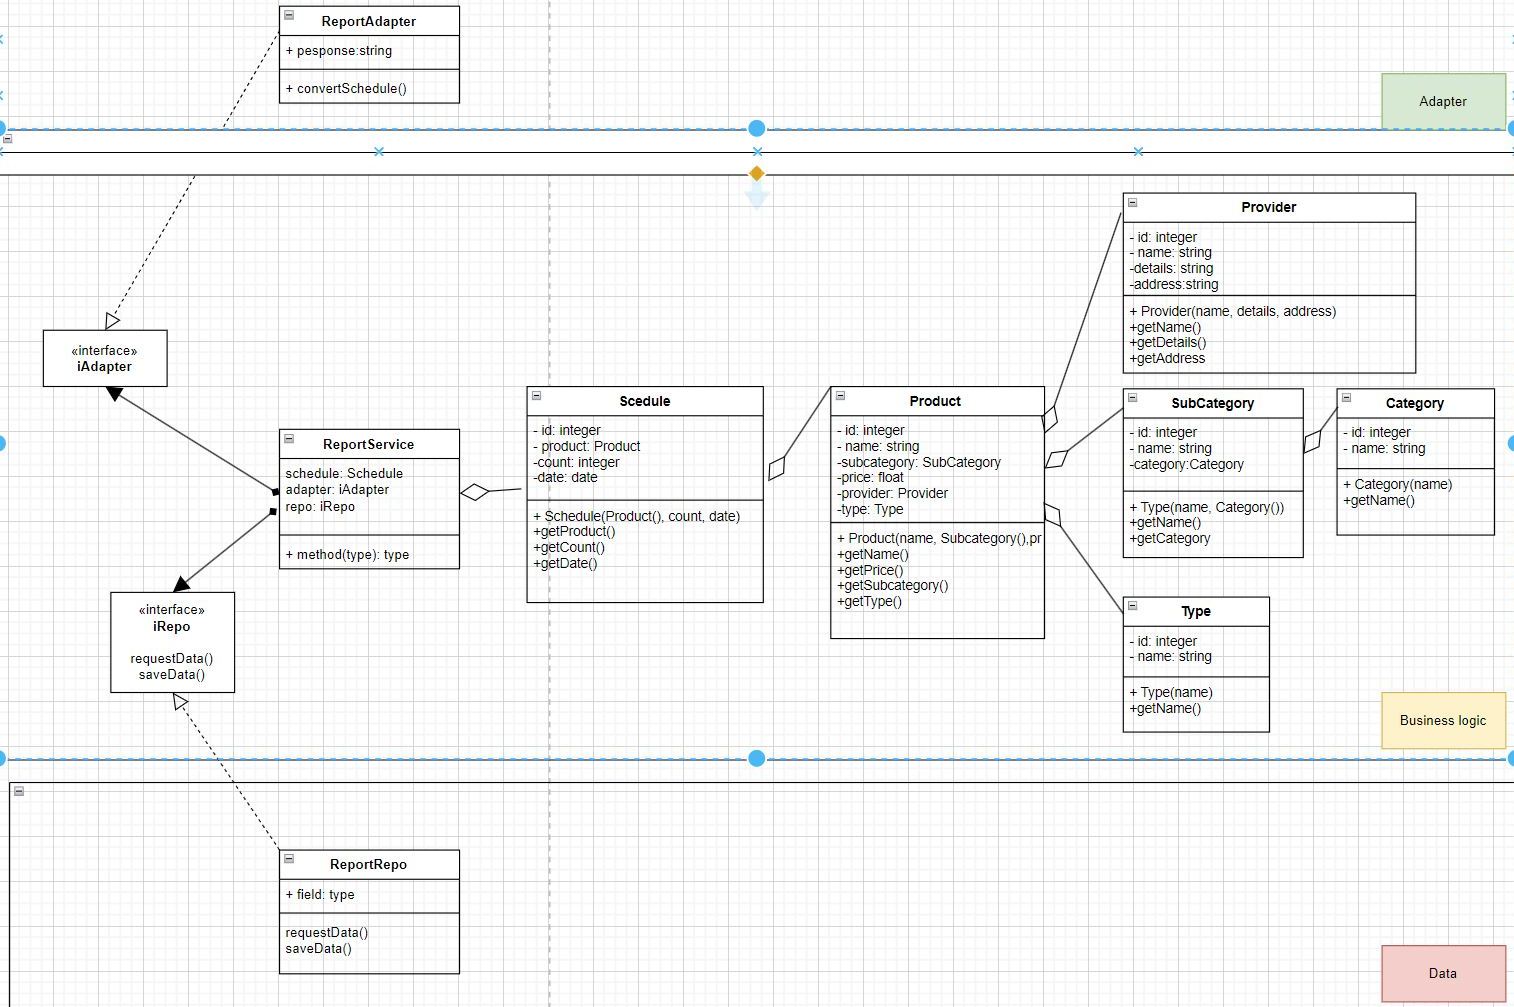 ReportAdapter
+ pesponse:string
+ convertSchedule()
Adapter
Provider
- id: integer
- name: string
-details: string
-address:string
+ Provider(name, details, address)
+getName()
+getDetails()
+getAddress
«interface»
iAdapter
ReportService
schedule: Schedule
adapter: iAdapter
repo: iRepo
+ method(type): type
Scedule
- id: integer
- product: Product
-count: integer
-date: date
+ Schedule(Product(), count, date)
+getProduct()
+getCount()
+getDate()
Product
- id: integer
- name: string
-subcategory: SubCategory
-price: float
-provider: Provider
-type: Type
+ Product(name, Subcategory(),pr
+getName()
+getPrice()
+getSubcategory()
+getType()
SubCategory
- id: integer
- name: string
-category:Category
+ Type(name, Category())
+getName()
+getCategory
Category
- id: integer
- name: string
+ Category(name)
+getName()
«interface»
iRepo
requestData()
saveData()
Type
- id: integer
- name: string
+ Type(name)
+getName()
Business logic
ReportRepo
+ field: type
requestData()
saveData()
Data